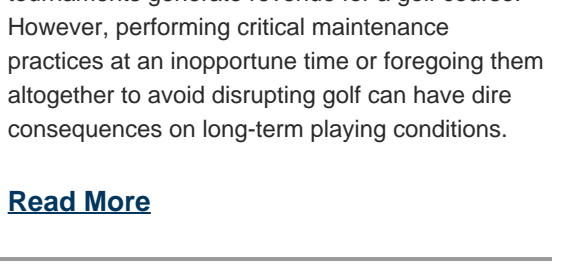 tournaments generate revenue for a golf course.
However, performing critical maintenance
practices at an inopportune time or foregoing them
altogether to avoid disrupting golf can have dire
consequences on long-term playing conditions.
Read More